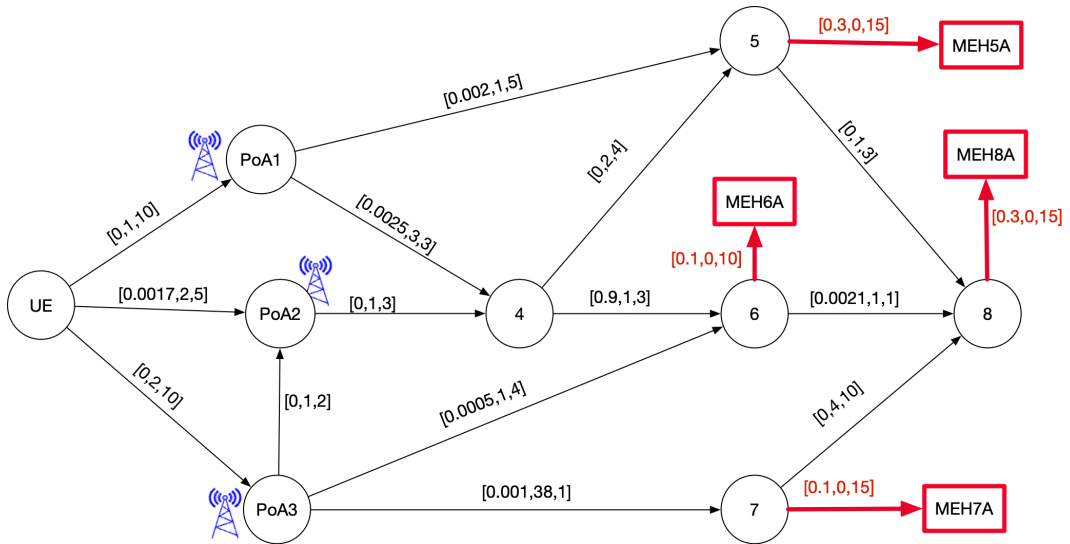 5
[0.3,0,15]
MEH5A
[0.002,1,5]
PoA1
[0,1,10]
[0.0025,3,3]
[0,2,4]
[0,1,3]
MEH8A
[0.3,0,15]
MEH6A
[0.1,0,10]
UE
[0.0017,2,5]
PoA2
[0,1,3]
4
[0.9,1,3]
6
[0.0021,1,1]
8
[0,2,10]
[0,1,2]
[0.0005,1,4]
[0,4,10]
PoA3
[0.001,38,1]
7
[0.1,0,15]
MEH7A